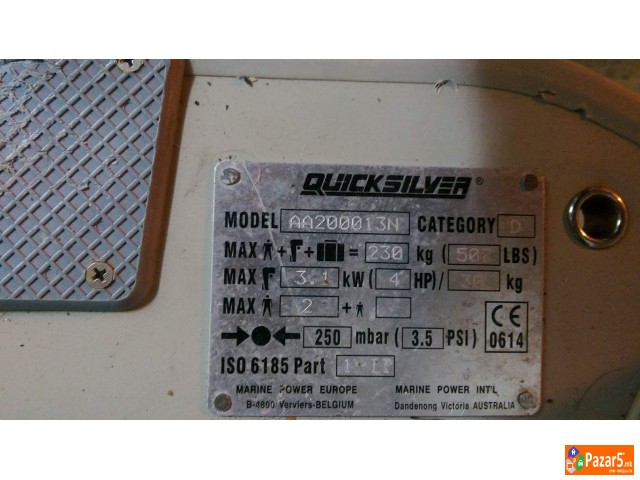 QUICKSILVER®
MODEL AA200013N CATEGORY D
MAX + + = 230 kg (507 LBS)
MAX 3.1 kW (4 HP)/ 30 kg
MAX 2 +
250 mbar (3.5 PSI) CE 0614
ISO 6185 Part
MARINE POWER EUROPE MARINE POWER INT'L
B-4800 Verviers-BELGIUM Dandenong Victoria AUSTRALIA
Pazar5.mk